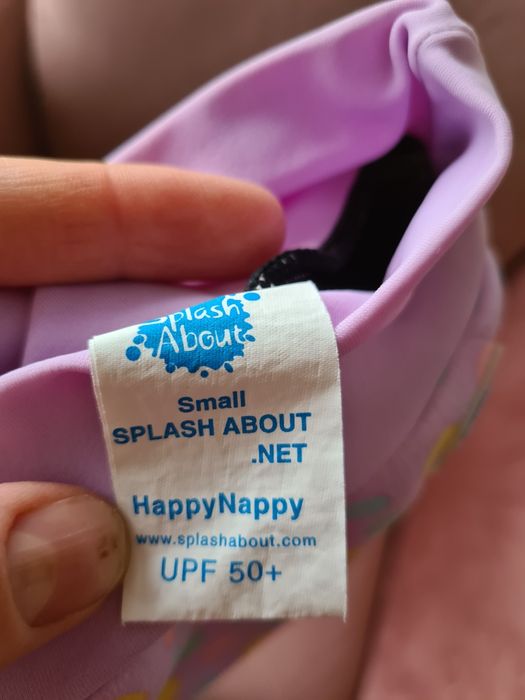 Splash
About
Small
SPLASH ABOUT
.NET
HappyNappy
www.splashabout.com
UPF 50+